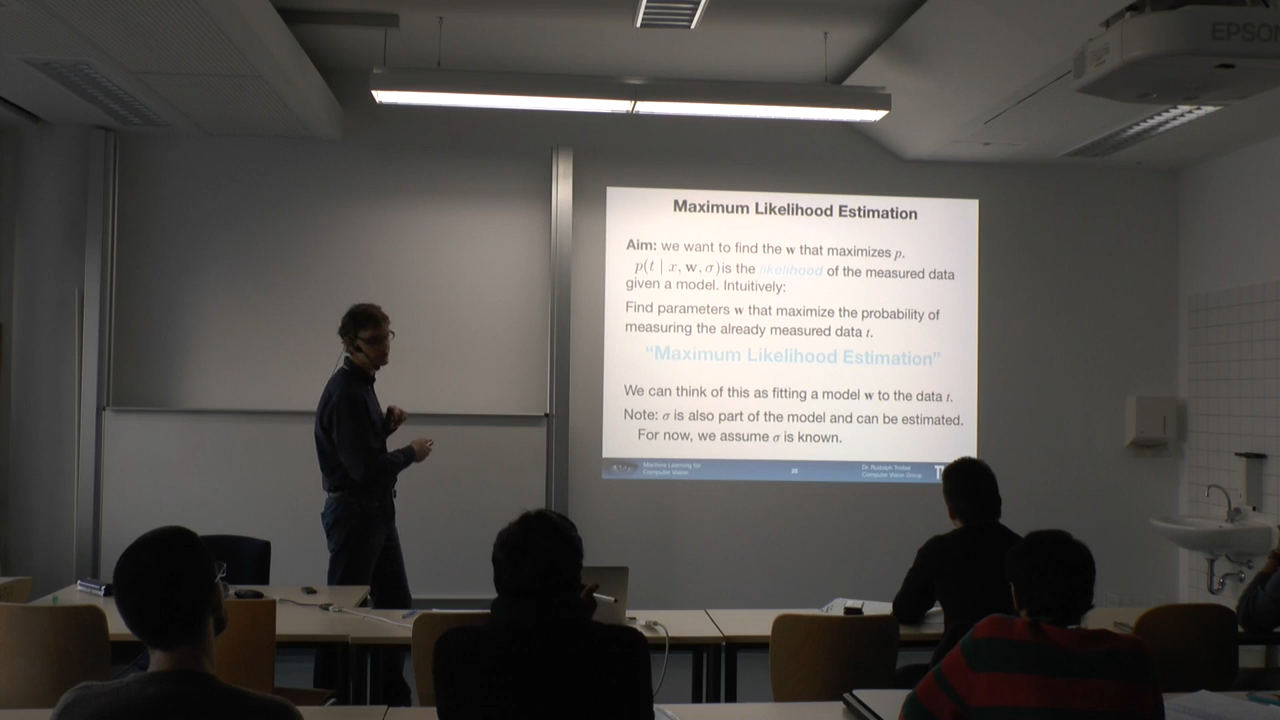 EPSON
Maximum Likelihood Estimation
Aim: we want to find the w that maximizes p.
p(t | x, w, σ) is the likelihood of the measured data
given a model. Intuitively:
Find parameters w that maximize the probability of
measuring the already measured data t.
“Maximum Likelihood Estimation”
We can think of this as fitting a model w to the data t.
Note: σ is also part of the model and can be estimated.
For now, we assume σ is known.
Machine Learning for
Computer Vision
Dr. Rudolph Triebel
Computer Vision Group